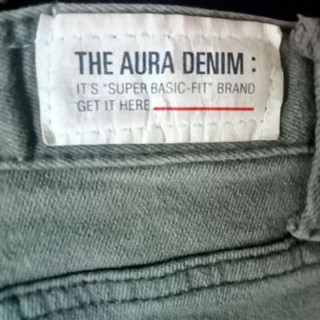 THE AURA DENIM :
IT'S "SUPER BASIC-FIT" BRAND
GET IT HERE